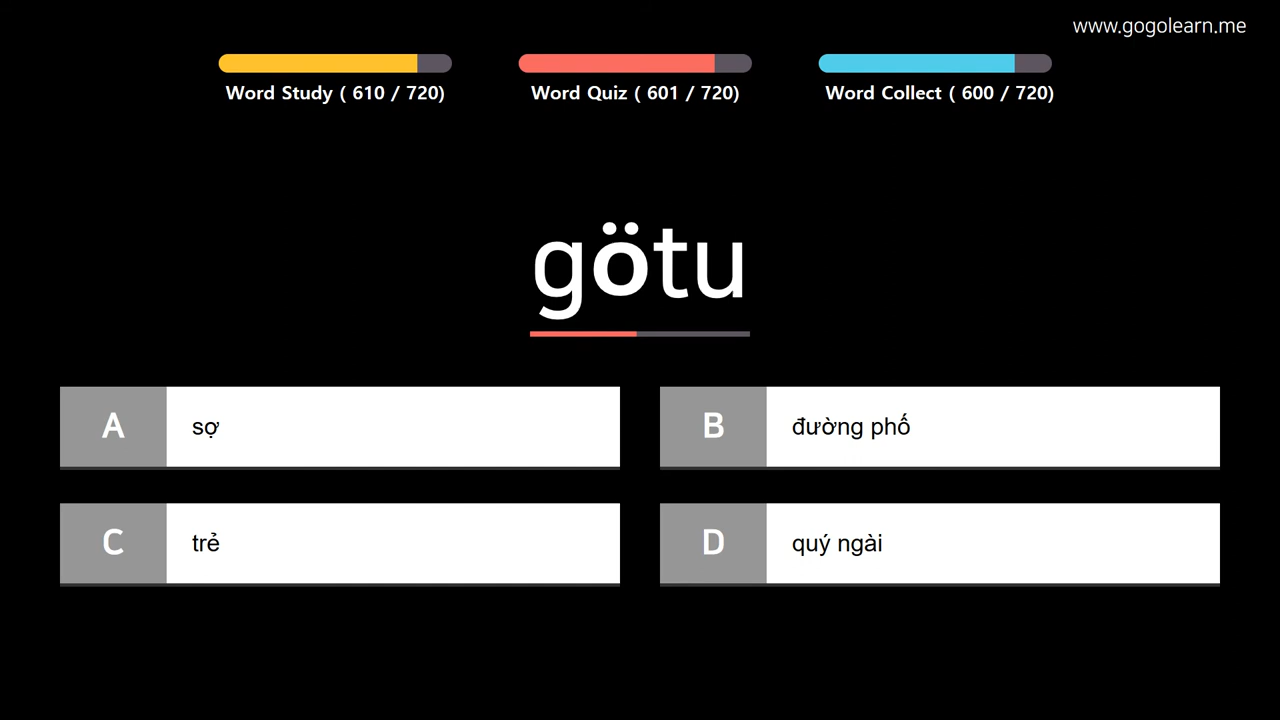 www.gogolearn.me
Word Study ( 610 / 720)
Word Quiz ( 601 / 720)
Word Collect ( 600 / 720)
götu
A
sợ
B
đường phố
C
trẻ
D
quý ngài